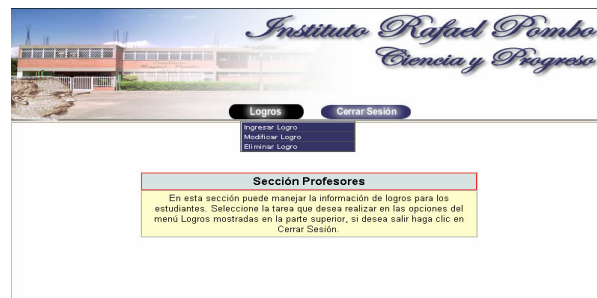 Instituto Rafael Pombo
Ciencia y Progreso
Logros
Cerrar Sesión
Ingresar Logro
Modificar Logro
Eliminar Logro
Sección Profesores
En esta sección puede manejar la información de logros para los
estudiantes. Seleccione la tarea que desea realizar en las opciones del
menú Logros mostradas en la parte superior, si desea salir haga clic en
Cerrar Sesión.